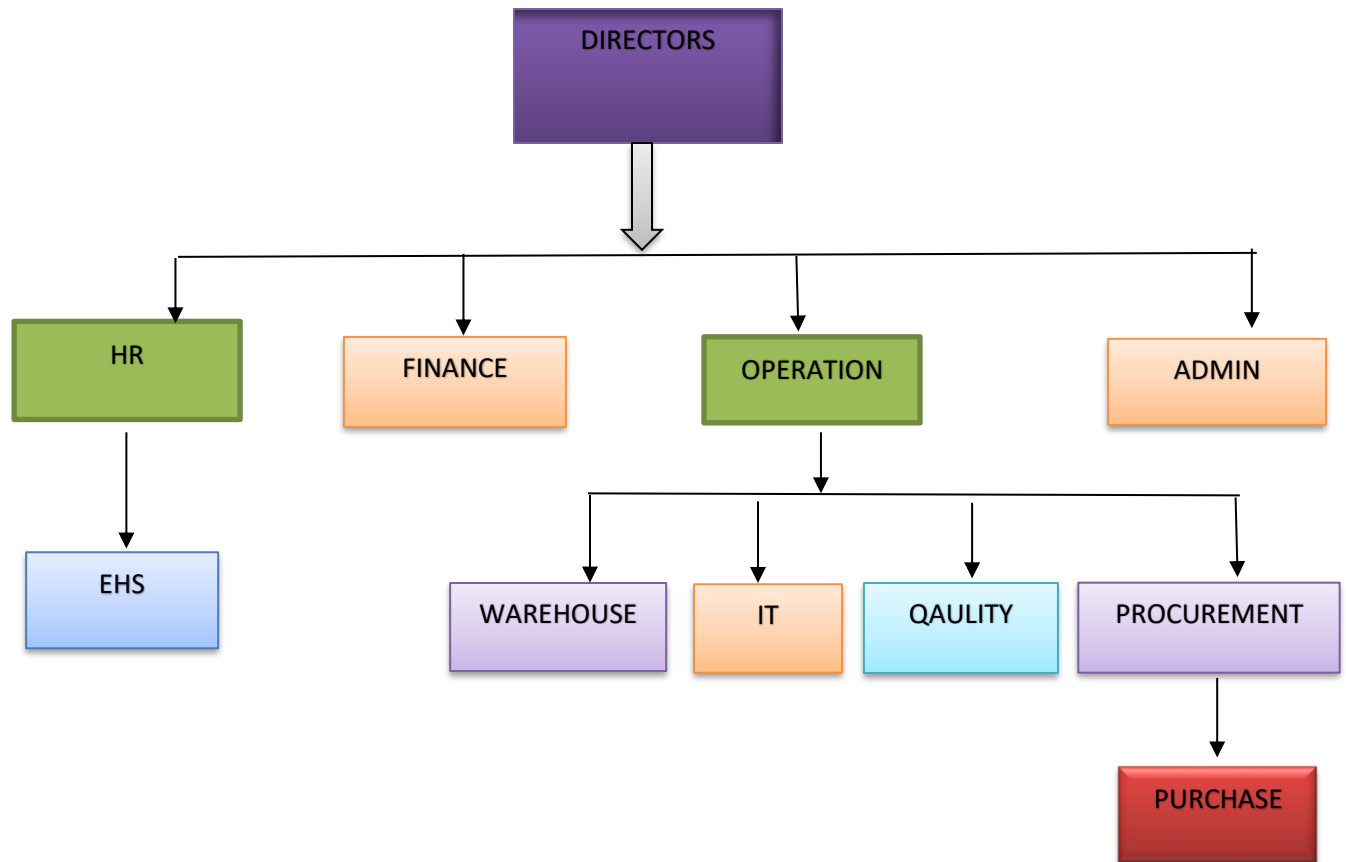 DIRECTORS
HR
FINANCE
OPERATION
ADMIN
EHS
WAREHOUSE
IT
QAULITY
PROCUREMENT
PURCHASE